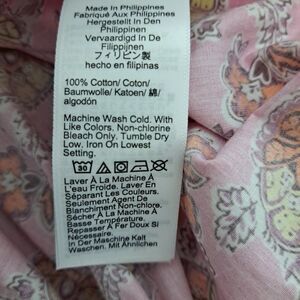 Made In Philippines
Fabriqué Aux Philippines
Hergestellt In Den
Philippinen
Vervaardigd In De
Filippijnen
フィリピン製
hecho en filipinas
100% Cotton/ Coton/
Baumwolle/ Katoen/ 綿/
algodón
Machine Wash Cold. With
Like Colors. Non-chlorine
Bleach Only. Tumble Dry
Low. Iron On Lowest
Setting.
30
Laver À La Machine À
L'eau Froide. Laver En
Séparant Les Couleurs.
Seulement Agent De
Blanchiment Non-chlore.
Sécher À La Machine À
Basse Température.
Repasser À Fer Doux Si
Nécessaire.
In Der Maschine Kalt
Waschen. Mit Ähnlichen